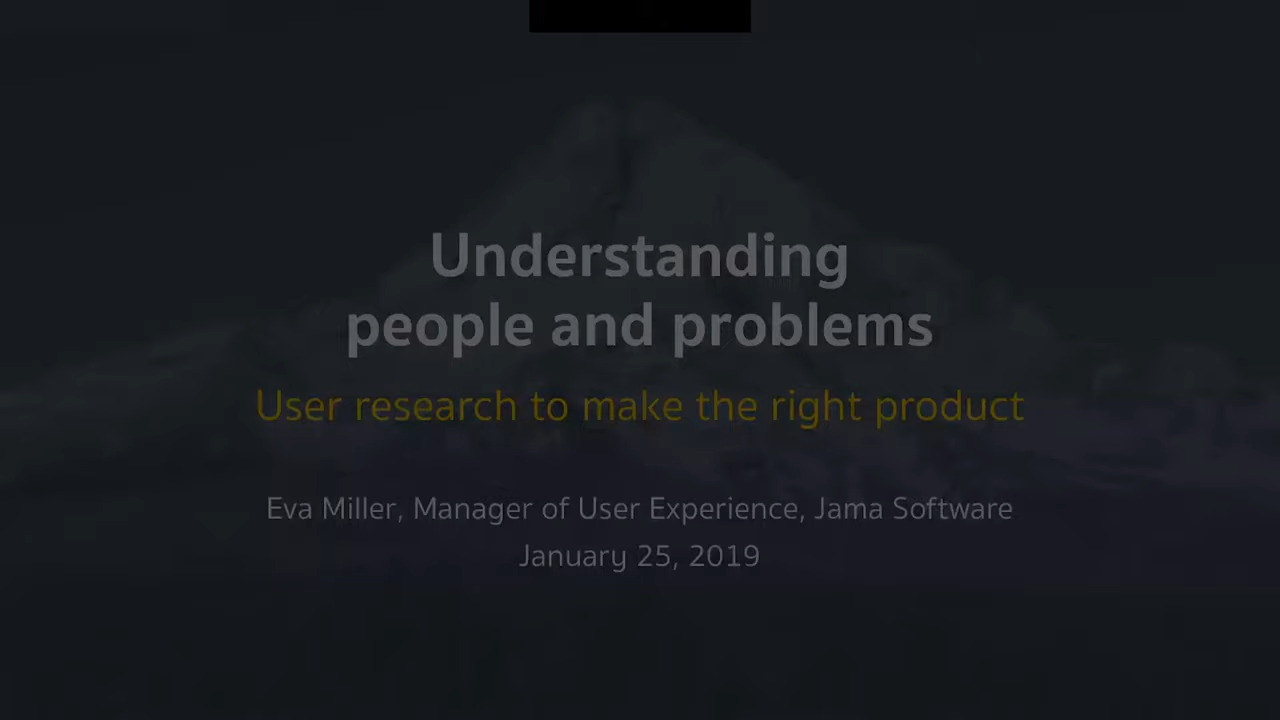 Understanding
people and problems
User research to make the right product
Eva Miller, Manager of User Experience, Jama Software
January 25, 2019